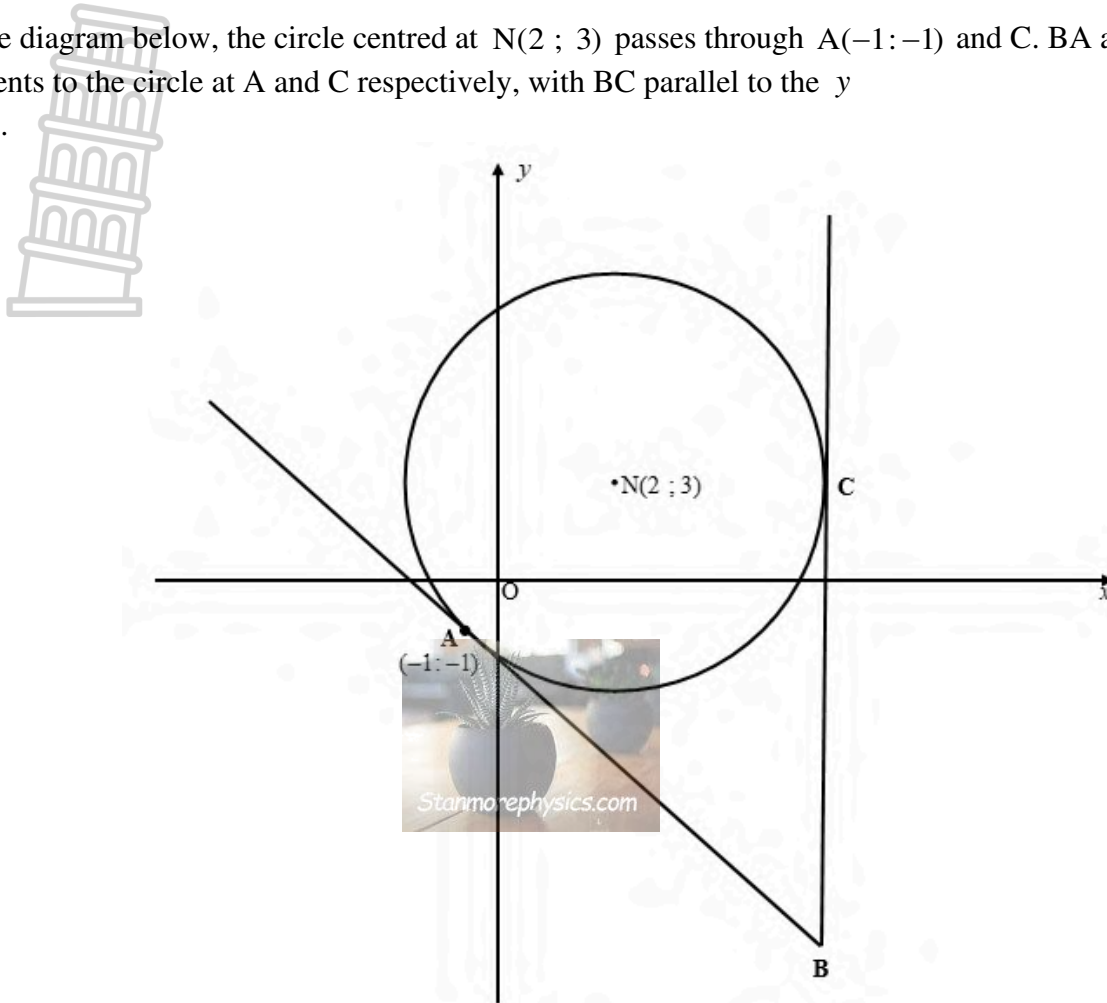 e diagram below, the circle centred at N(2 ; 3) passes through A(−1:−1) and C. BA a
ents to the circle at A and C respectively, with BC parallel to the y
.
y
•N(2 ; 3)
C
O
x
A
(−1:−1)
Stanmorephysics.com
B